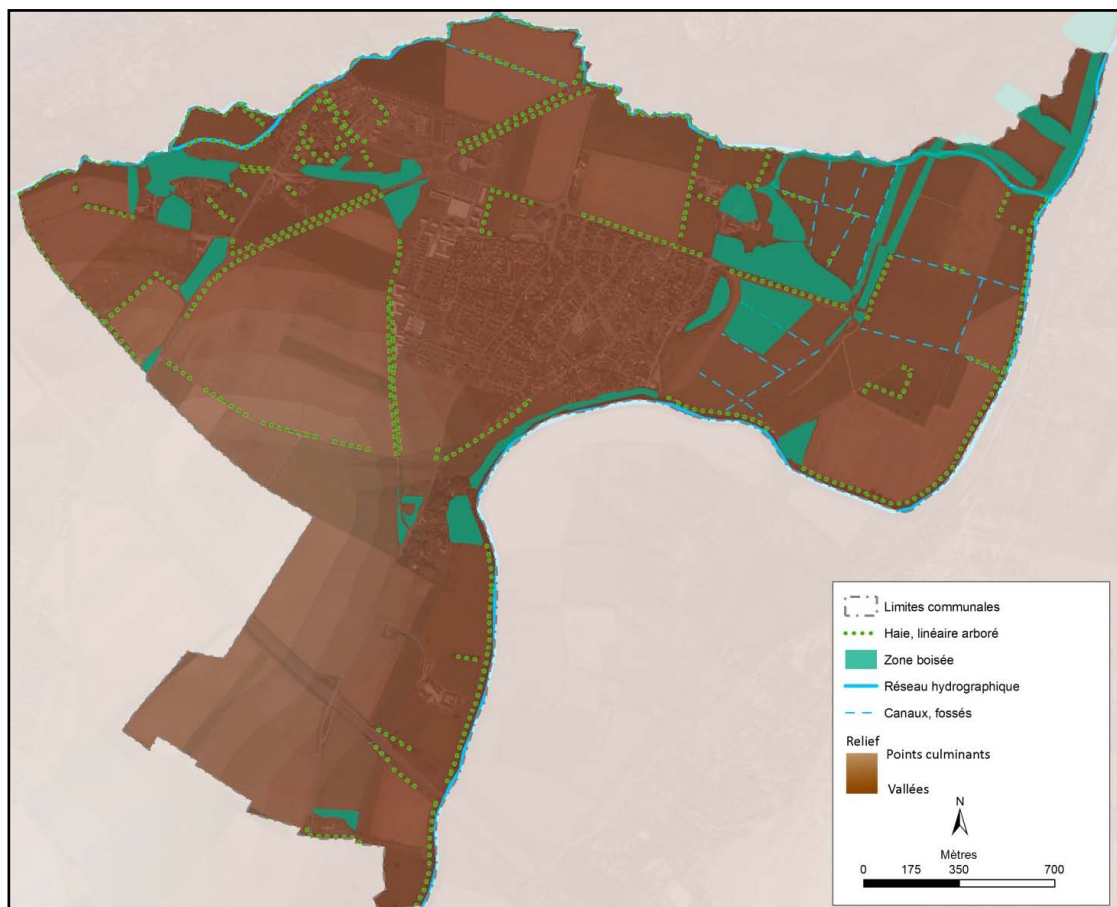 Limites communales
Haie, linéaire arboré
Zone boisée
Réseau hydrographique
Canaux, fossés
Relief
Points culminants
Vallées
N
Mètres
0 175 350 700